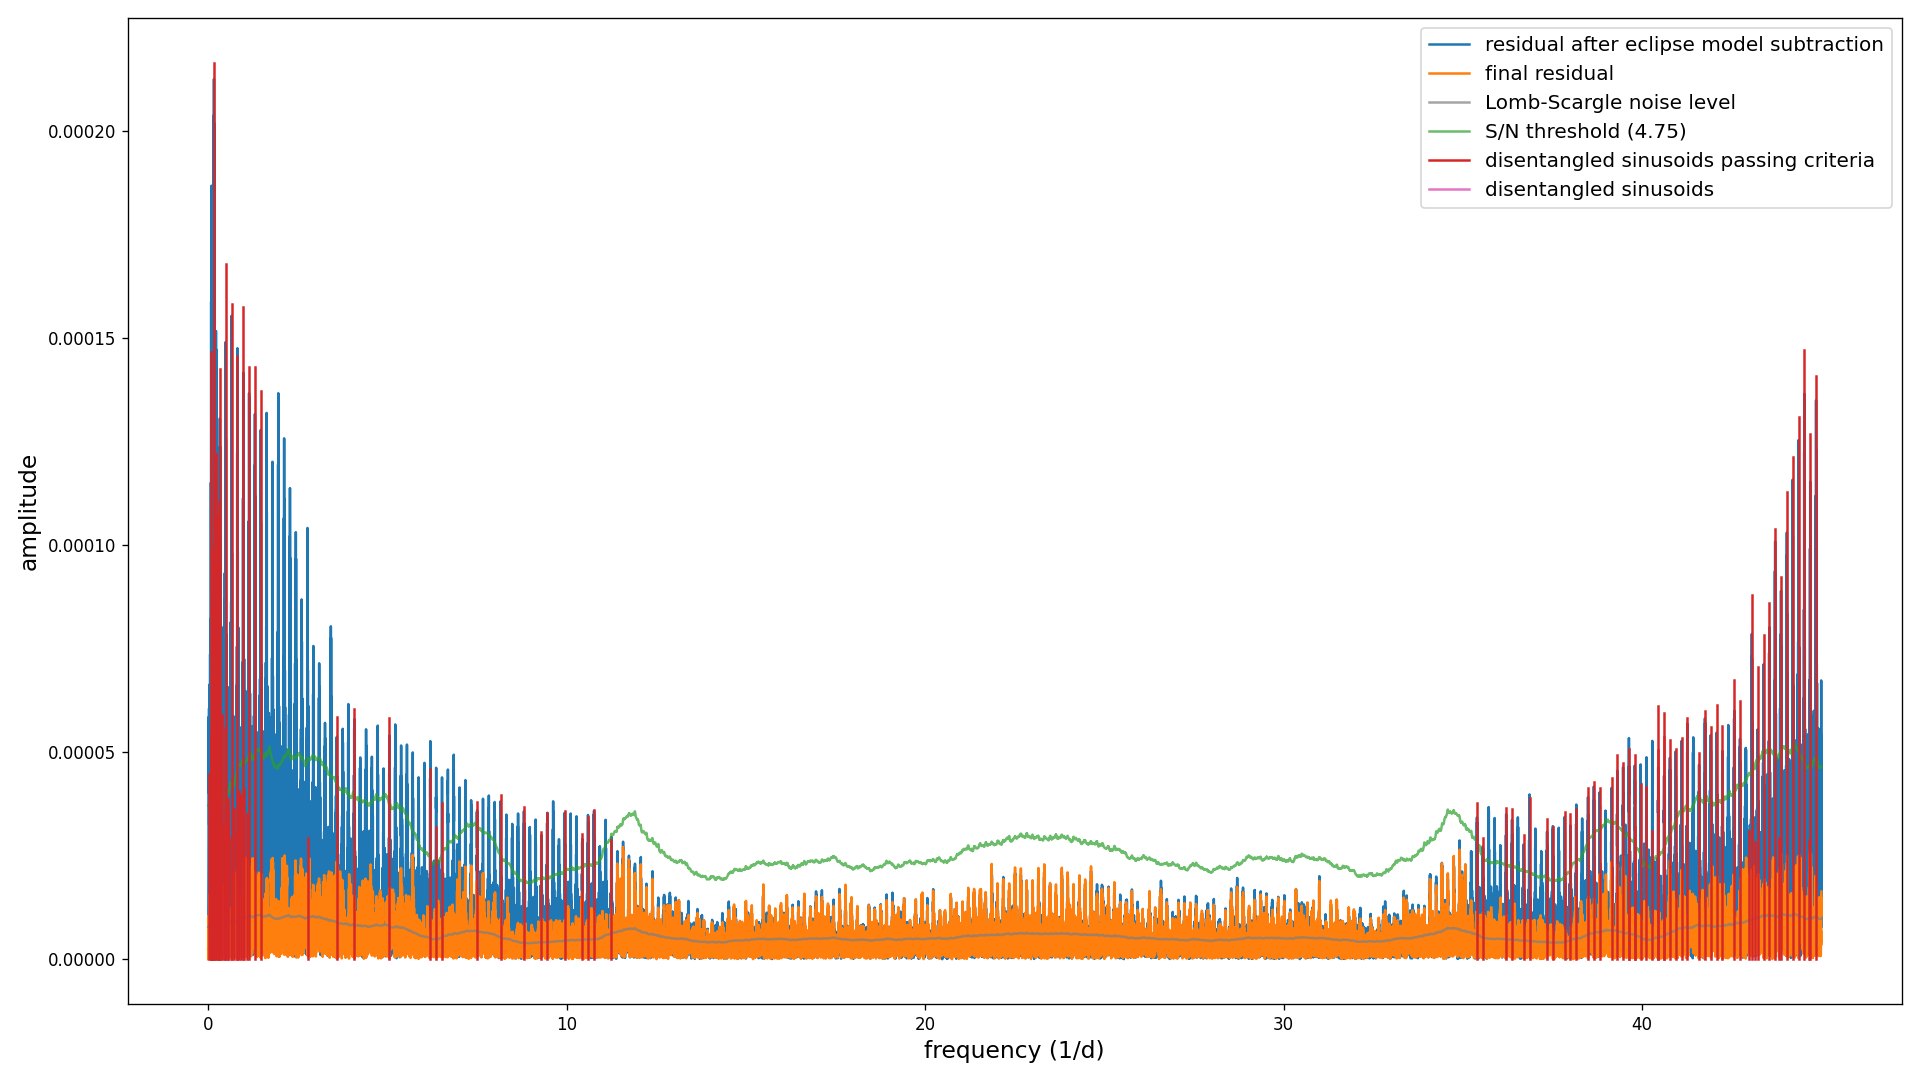 residual after eclipse model subtraction
final residual
Lomb-Scargle noise level
S/N threshold (4.75)
disentangled sinusoids passing criteria
disentangled sinusoids
0.00020
0.00015
0.00010
0.00005
0.00000
amplitude
0 10 20 30 40
frequency (1/d)